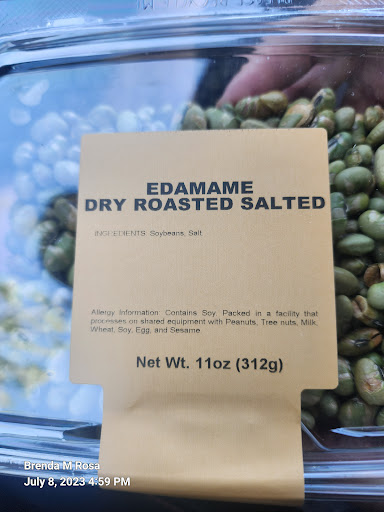 EDAMAME
DRY ROASTED SALTED
INGREDIENTS: Soybeans, Salt
Allergy Information: Contains Soy. Packed in a facility that
processes on shared equipment with Peanuts, Tree nuts, Milk,
Wheat, Soy, Egg, and Sesame.
Net Wt. 11oz (312g)
Brenda M Rosa
July 8, 2023 4:59 PM